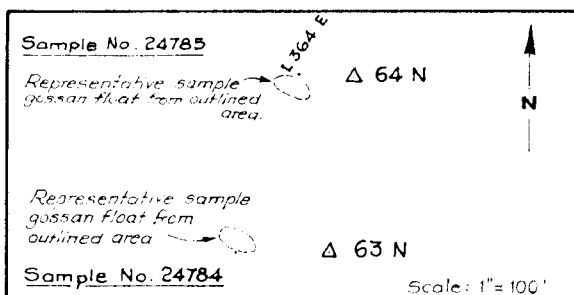 Sample No. 24785
Representative sample
gossan float from outlined
area.
L 364 E
Δ 64 N
N
Representative sample
gossan float from
outlined area
Δ 63 N
Sample No. 24784
Scale: 1"=100'